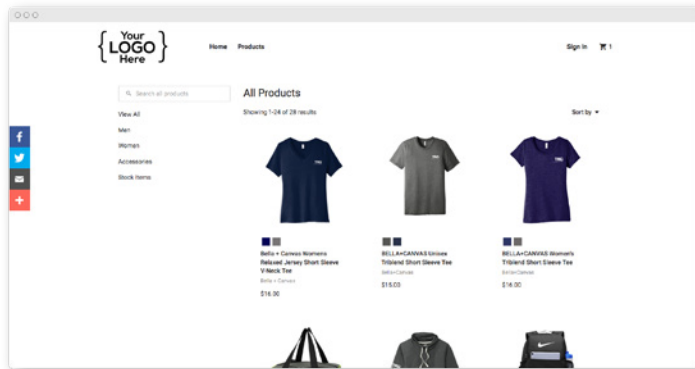 Your
LOGO
Here
Home Products
Sign In 1
Search all products
View All
Men
Woman
Accessories
Stock Items
All Products
Showing 1-24 of 28 results
Sort by
Bella + Canvas Womens
Relaxed Jersey Short Sleeve
V-Neck Tee
Bella + Canvas
$16.00
BELLA+CANVAS Unisex
Triblend Short Sleeve Tee
Bella+Canvas
$15.00
BELLA+CANVAS Women's
Triblend Short Sleeve Tee
Bella+Canvas
$16.00